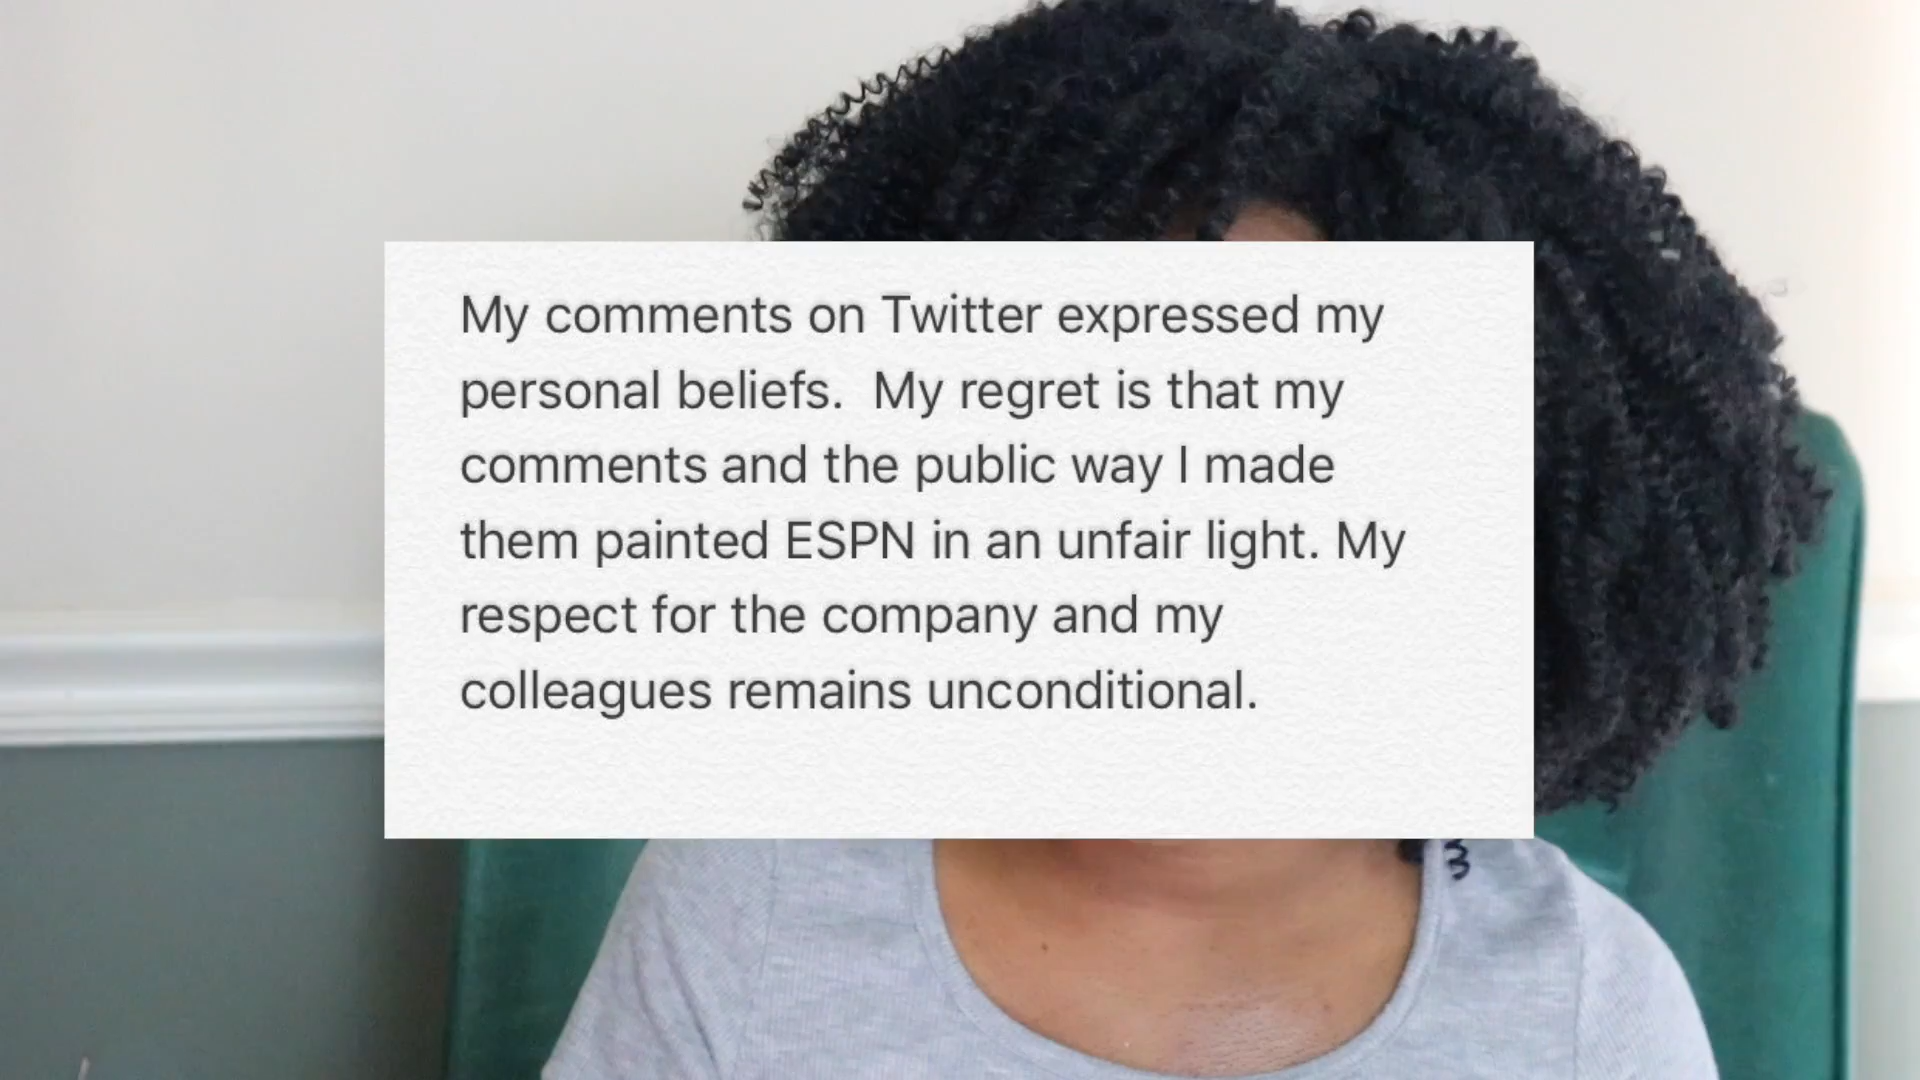 My comments on Twitter expressed my
personal beliefs.  My regret is that my
comments and the public way I made
them painted ESPN in an unfair light. My
respect for the company and my
colleagues remains unconditional.